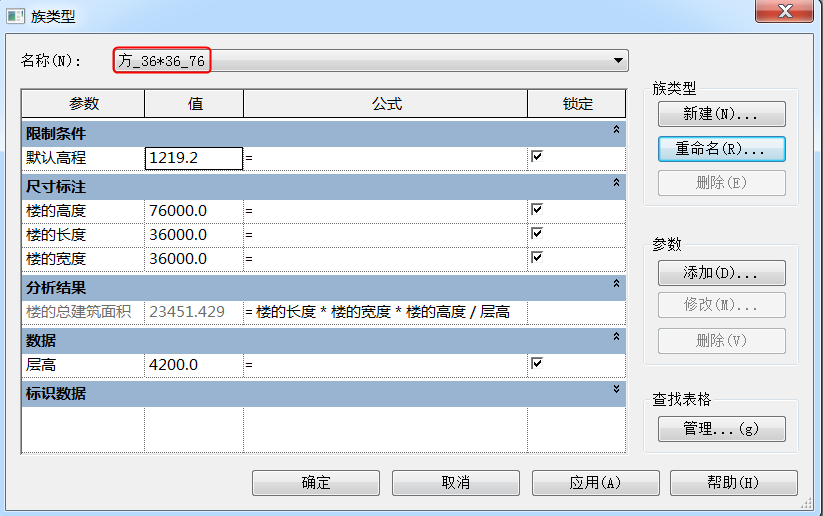 族类型
名称(N):
方_36*36_76
参数 值 公式 锁定
限制条件
默认高程 1219.2 =
尺寸标注
楼的高度 76000.0 =
楼的长度 36000.0 =
楼的宽度 36000.0 =
分析结果
楼的总建筑面积 23451.429 = 楼的长度 * 楼的宽度 * 楼的高度 / 层高
数据
层高 4200.0 =
标识数据
族类型
新建(N)...
重命名(R)...
删除(E)
参数
添加(D)...
修改(M)...
删除(V)
查找表格
管理...(g)
确定 取消 应用(A) 帮助(H)